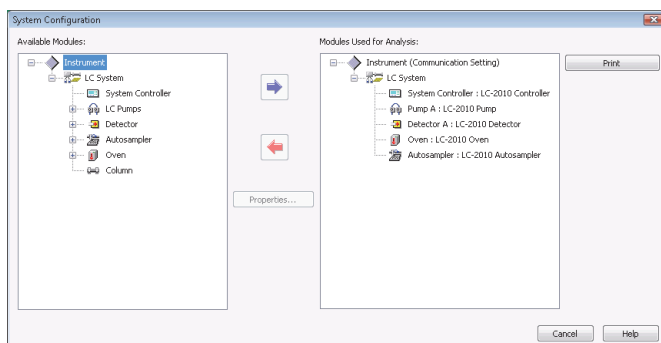 System Configuration
Available Modules:
Instrument
LC System
System Controller
LC Pumps
Detector
Autosampler
Oven
Column
Properties...
Modules Used for Analysis:
Instrument (Communication Setting)
LC System
System Controller : LC-2010 Controller
Pump A : LC-2010 Pump
Detector A : LC-2010 Detector
Oven : LC-2010 Oven
Autosampler : LC-2010 Autosampler
Print
Cancel
Help